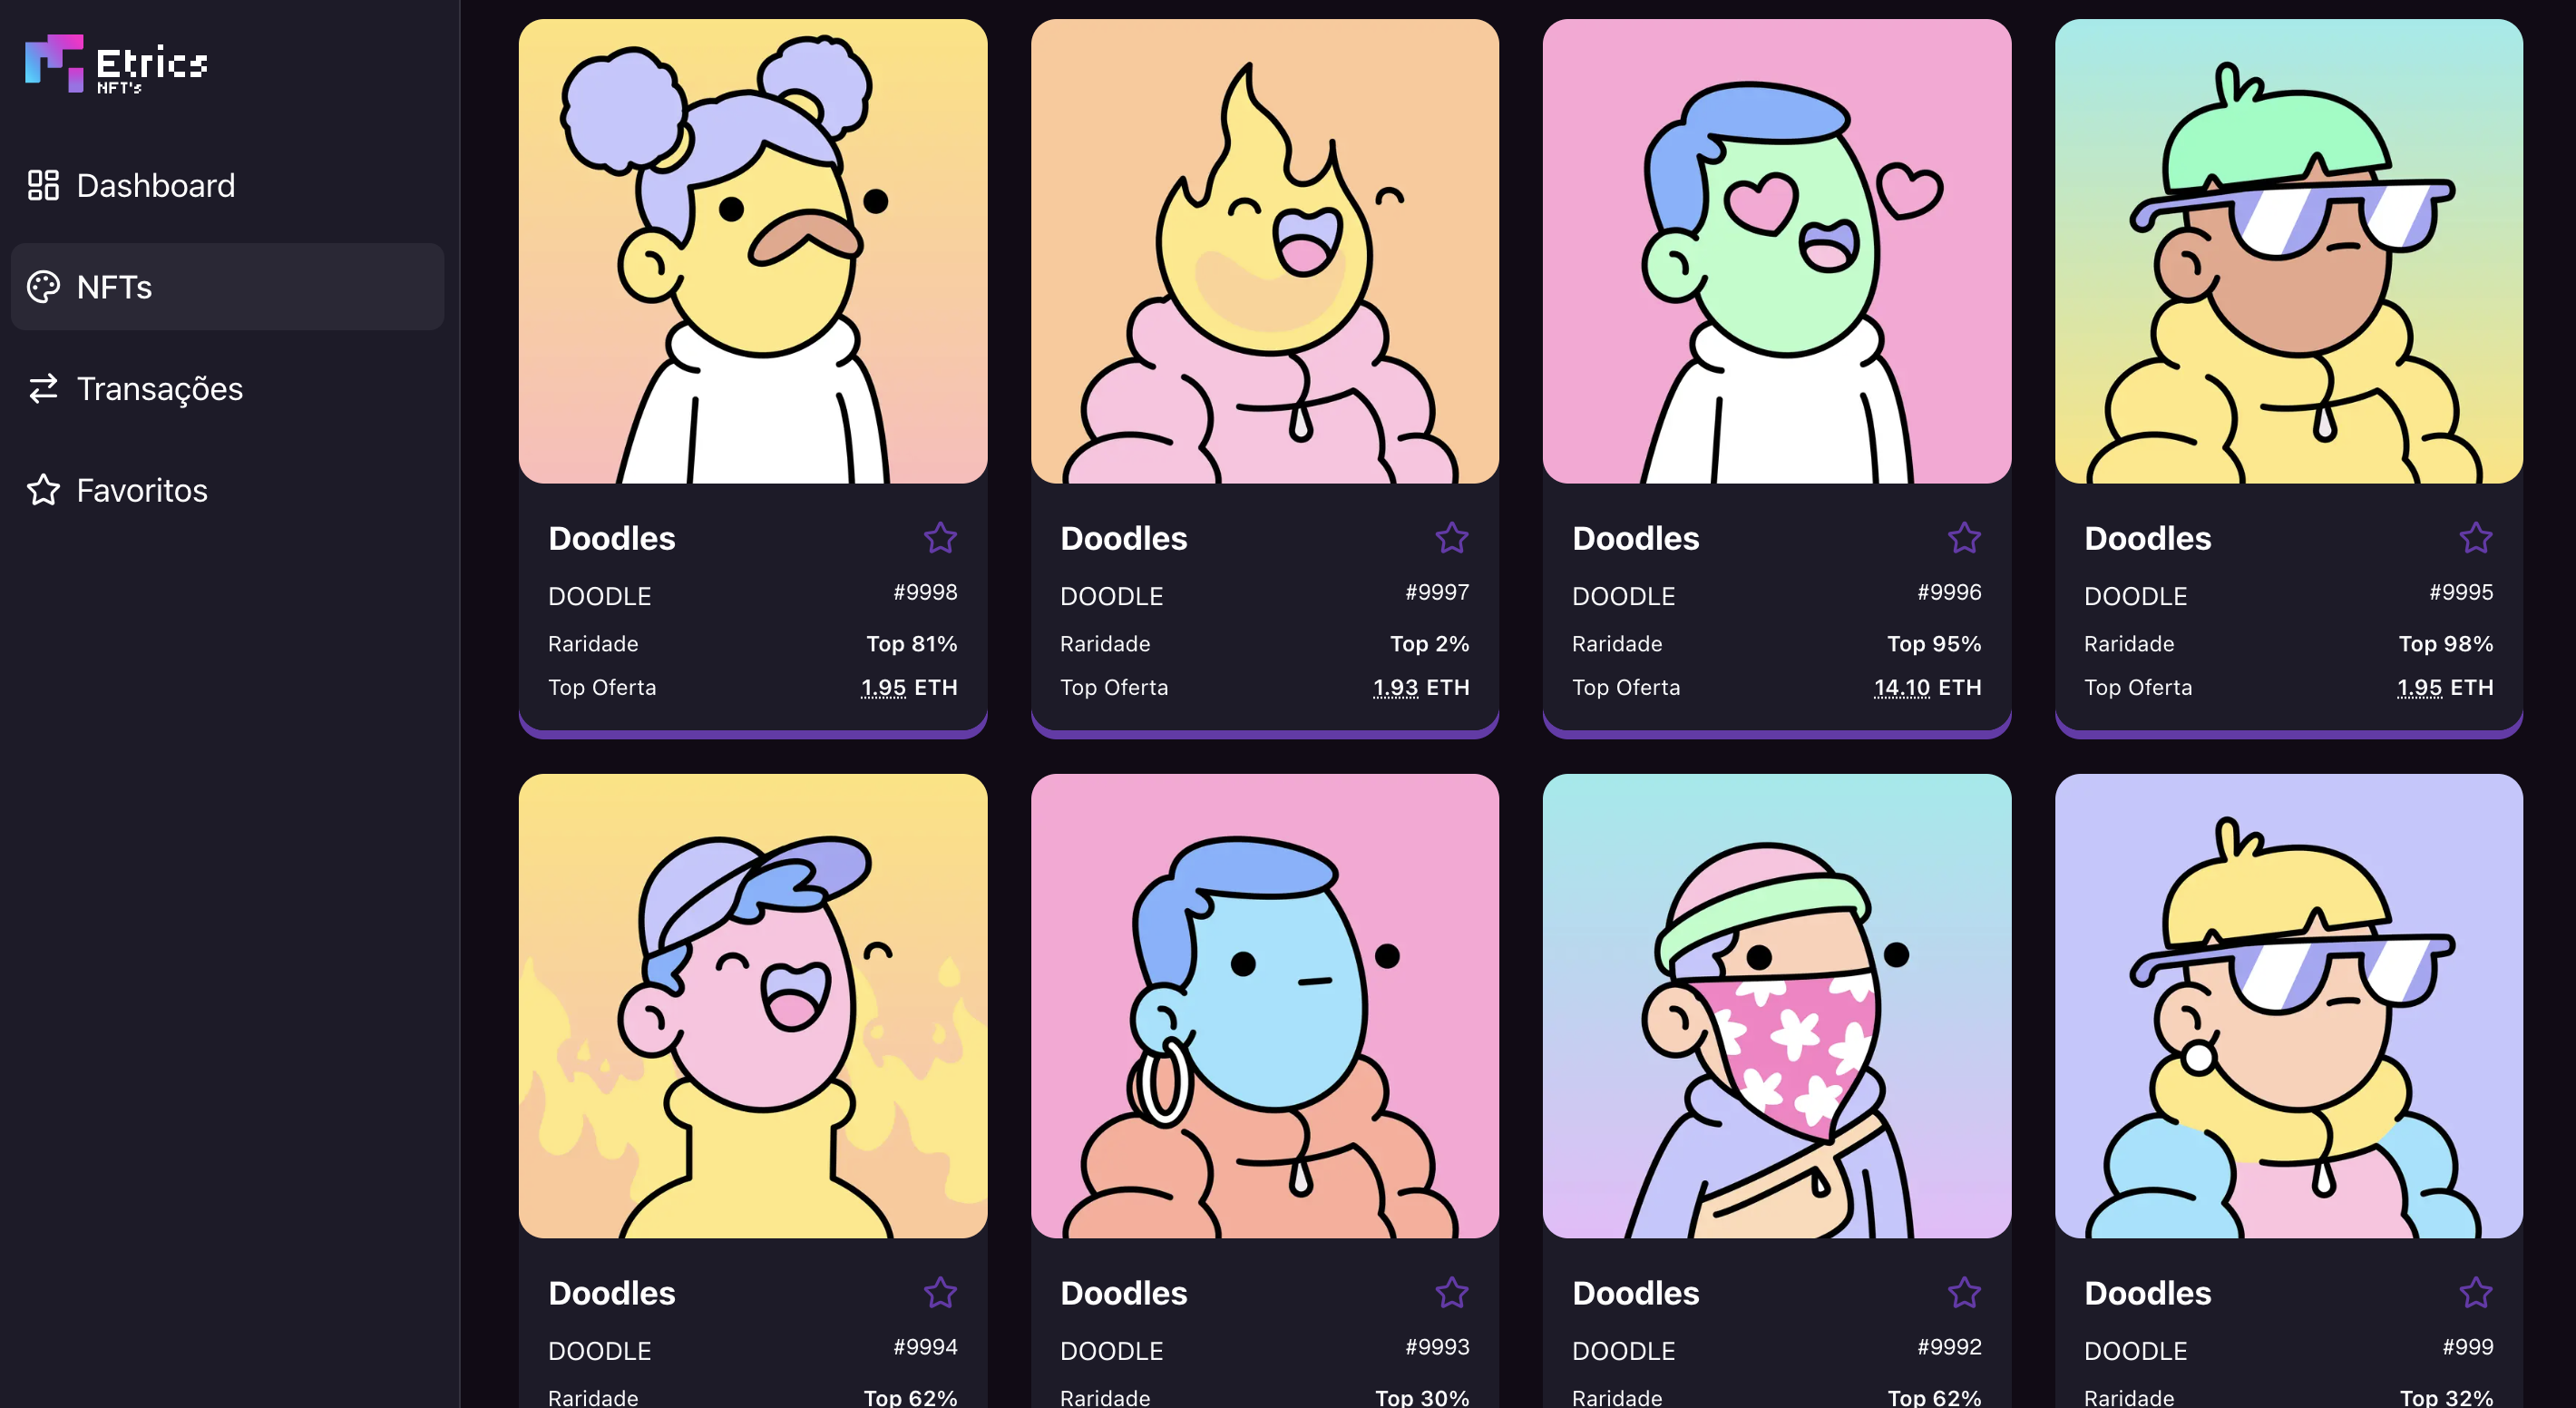 Etrics
NFT's
Dashboard
NFTs
Transações
Favoritos
Doodles
DOODLE #9998
Raridade Top 81%
Top Oferta 1.95 ETH
Doodles
DOODLE #9997
Raridade Top 2%
Top Oferta 1.93 ETH
Doodles
DOODLE #9996
Raridade Top 95%
Top Oferta 14.10 ETH
Doodles
DOODLE #9995
Raridade Top 98%
Top Oferta 1.95 ETH
Doodles
DOODLE #9994
Raridade Top 62%
Doodles
DOODLE #9993
Raridade Top 30%
Doodles
DOODLE #9992
Raridade Top 62%
Doodles
DOODLE #999
Raridade Top 32%